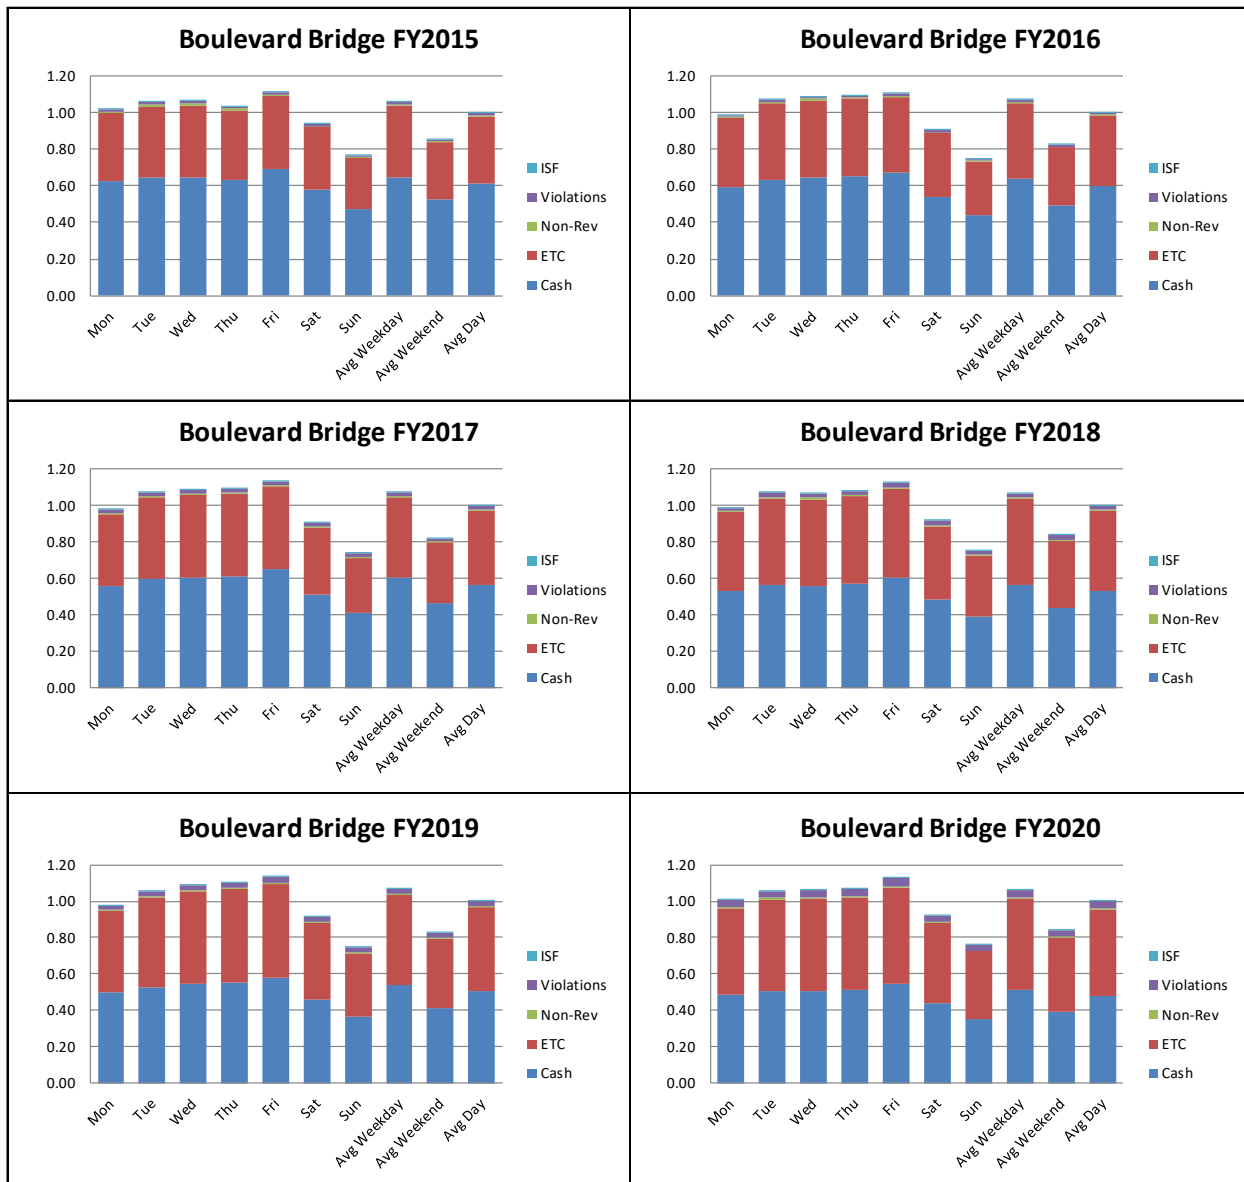 Boulevard Bridge FY2015
1.20
1.00
0.80
0.60
0.40
0.20
0.00
Mon
Tue
Wed
Thu
Fri
Sat
Sun
Avg Weekday
Avg Weekend
Avg Day
ISF
Violations
Non-Rev
ETC
Cash
Boulevard Bridge FY2016
1.20
1.00
0.80
0.60
0.40
0.20
0.00
Mon
Tue
Wed
Thu
Fri
Sat
Sun
Avg Weekday
Avg Weekend
Avg Day
ISF
Violations
Non-Rev
ETC
Cash
Boulevard Bridge FY2017
1.20
1.00
0.80
0.60
0.40
0.20
0.00
Mon
Tue
Wed
Thu
Fri
Sat
Sun
Avg Weekday
Avg Weekend
Avg Day
ISF
Violations
Non-Rev
ETC
Cash
Boulevard Bridge FY2018
1.20
1.00
0.80
0.60
0.40
0.20
0.00
Mon
Tue
Wed
Thu
Fri
Sat
Sun
Avg Weekday
Avg Weekend
Avg Day
ISF
Violations
Non-Rev
ETC
Cash
Boulevard Bridge FY2019
1.20
1.00
0.80
0.60
0.40
0.20
0.00
Mon
Tue
Wed
Thu
Fri
Sat
Sun
Avg Weekday
Avg Weekend
Avg Day
ISF
Violations
Non-Rev
ETC
Cash
Boulevard Bridge FY2020
1.20
1.00
0.80
0.60
0.40
0.20
0.00
Mon
Tue
Wed
Thu
Fri
Sat
Sun
Avg Weekday
Avg Weekend
Avg Day
ISF
Violations
Non-Rev
ETC
Cash